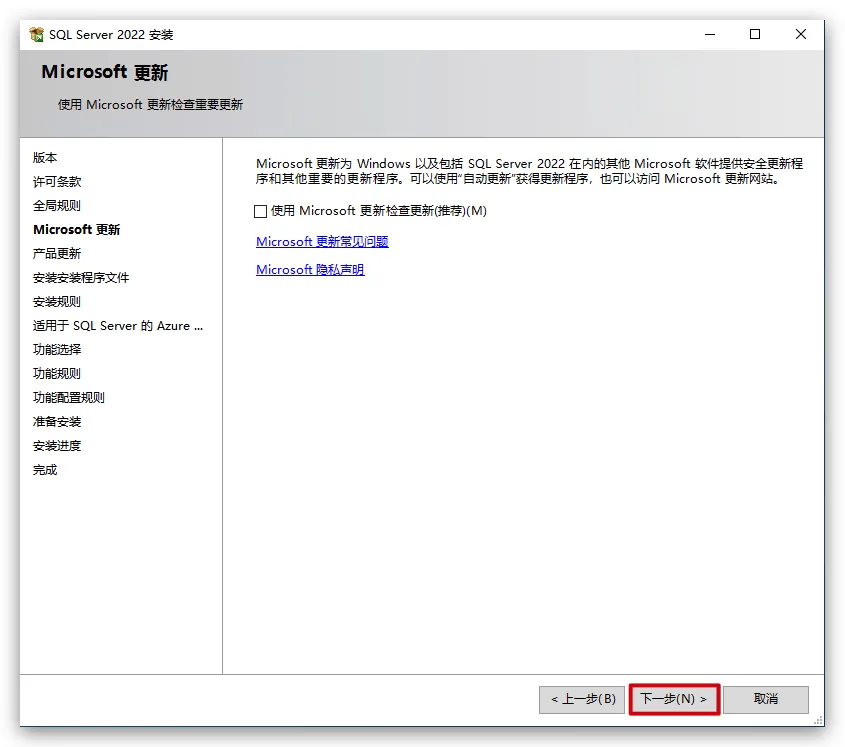 SQL Server 2022 安装
Microsoft 更新
使用 Microsoft 更新检查重要更新
版本
许可条款
全局规则
Microsoft 更新
产品更新
安装安装程序文件
安装规则
适用于 SQL Server 的 Azure ...
功能选择
功能规则
功能配置规则
准备安装
安装进度
完成
Microsoft 更新为 Windows 以及包括 SQL Server 2022 在内的其他 Microsoft 软件提供安全更新程
序和其他重要的更新程序。可以使用“自动更新”获得更新程序，也可以访问 Microsoft 更新网站。
使用 Microsoft 更新检查更新(推荐)(M)
Microsoft 更新常见问题
Microsoft 隐私声明
< 上一步(B)
下一步(N) >
取消